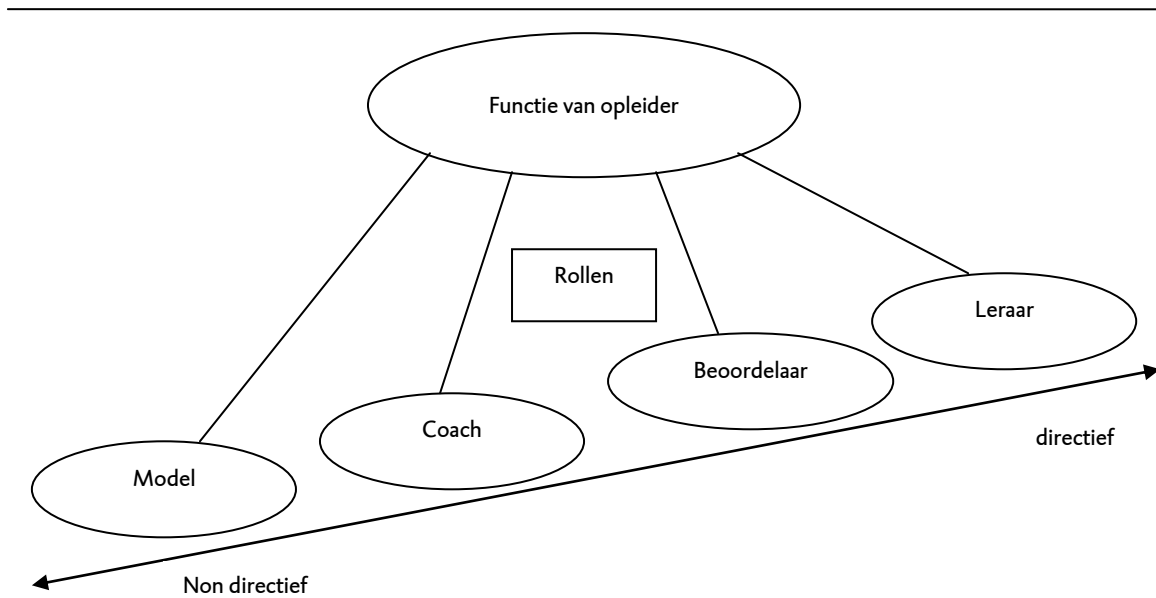 Functie van opleider
Rollen
Leraar
Beoordelaar
Coach
directief
Model
Non directief